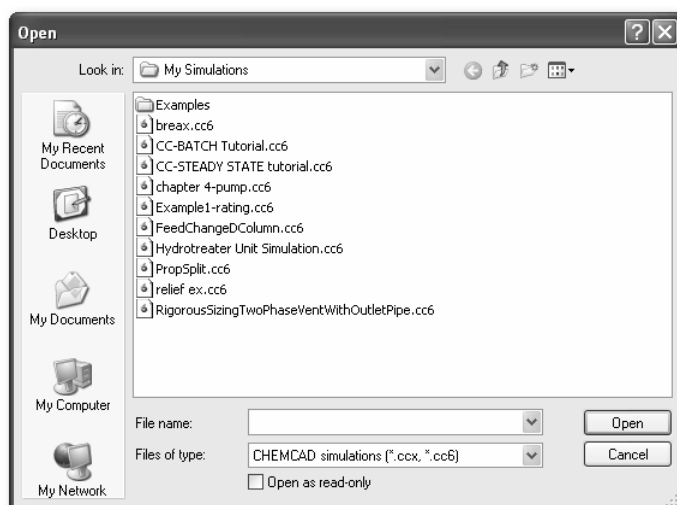 Open
Look in:
My Simulations
My Recent
Documents
Desktop
My Documents
My Computer
My Network
Examples
breax.cc6
CC-BATCH Tutorial.cc6
CC-STEADY STATE tutorial.cc6
chapter 4-pump.cc6
Example1-rating.cc6
FeedChangeDColumn.cc6
Hydrotreater Unit Simulation.cc6
PropSplit.cc6
relief ex.cc6
RigorousSizingTwoPhaseVentWithOutletPipe.cc6
File name:
Open
Files of type:
CHEMCAD simulations (*.ccx, *.cc6)
Cancel
Open as read-only